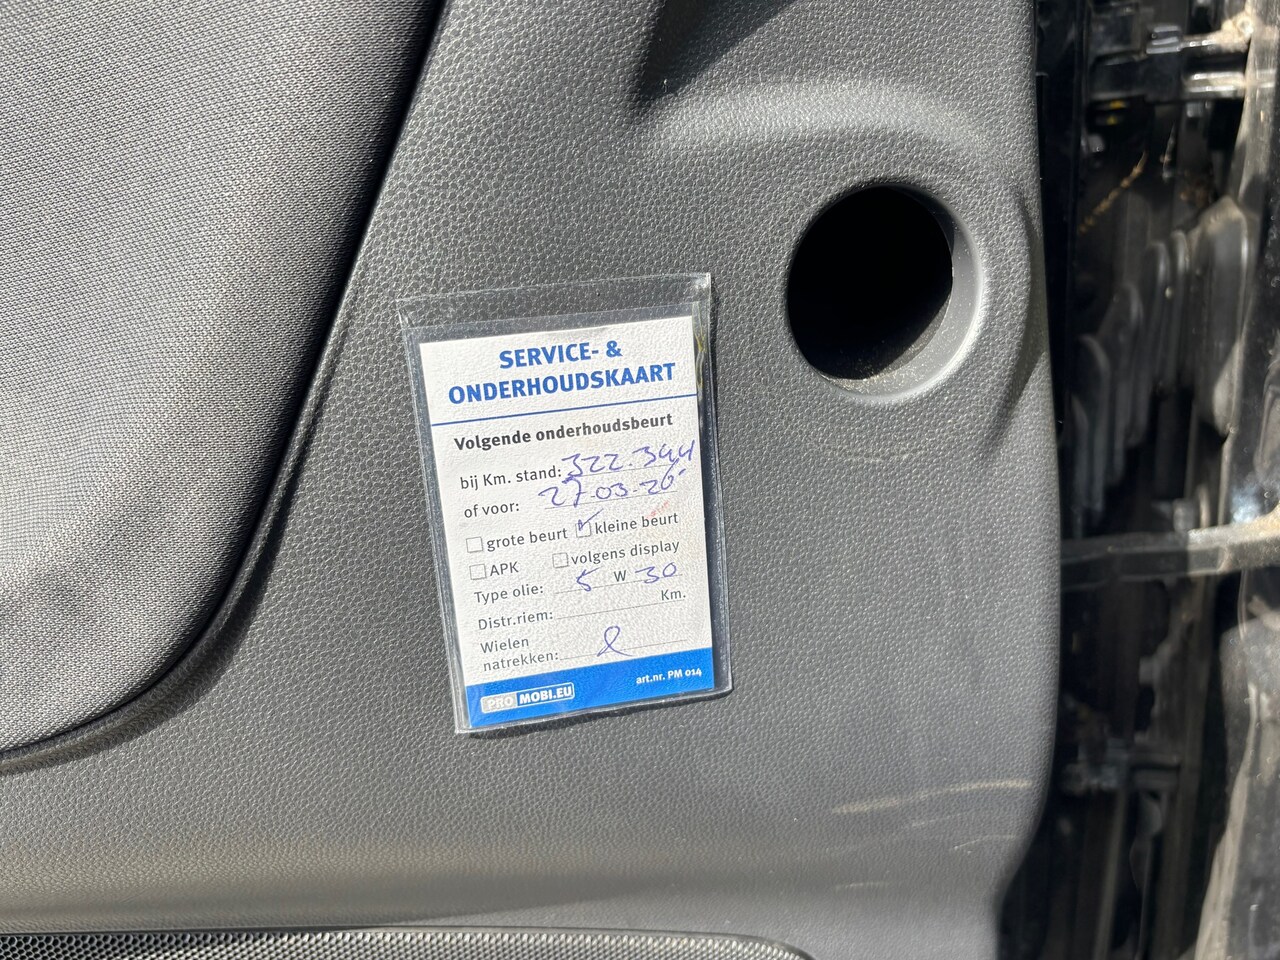 SERVICE- &
ONDERHOUDSKAART
Volgende onderhoudsbeurt
bij Km. stand: 322.344
of voor: 27-03-26
grote beurt kleine beurt
APK volgens display
Type olie: 5 W 30
Distr.riem: Km.
Wielen
natrekken:
PRO MOBI.EU art.nr. PM 014